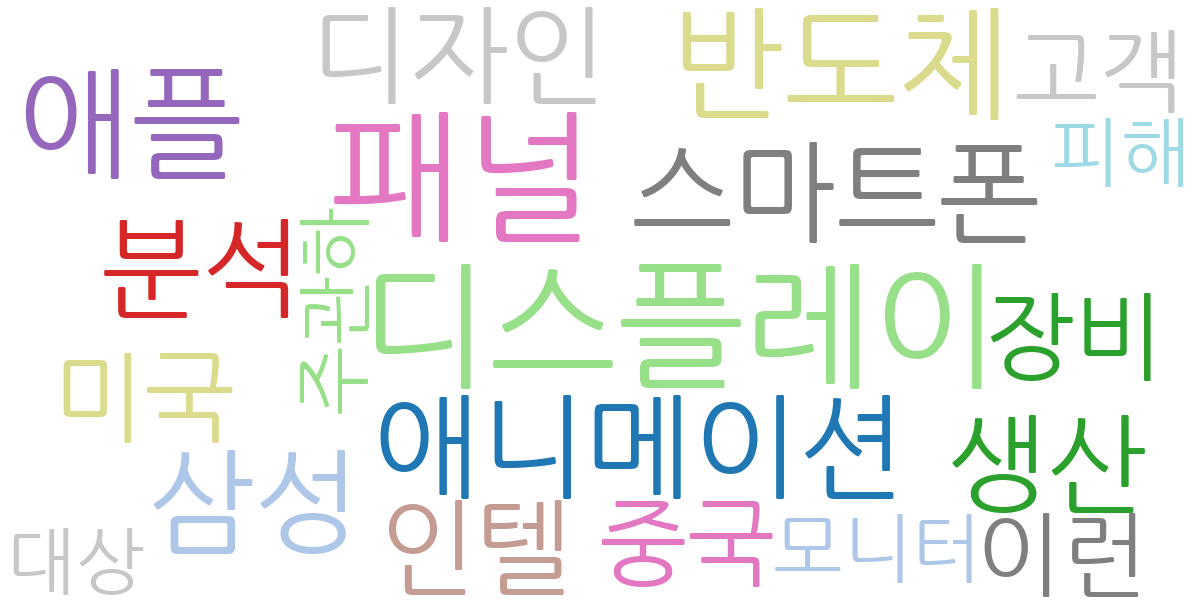 디자인
반도체
고객
애플
패널
스마트폰
피해
분석
주관하
디스플레이
장비
미국
애니메이션
생산
삼성
인텔
중국
모니터
이런
대상